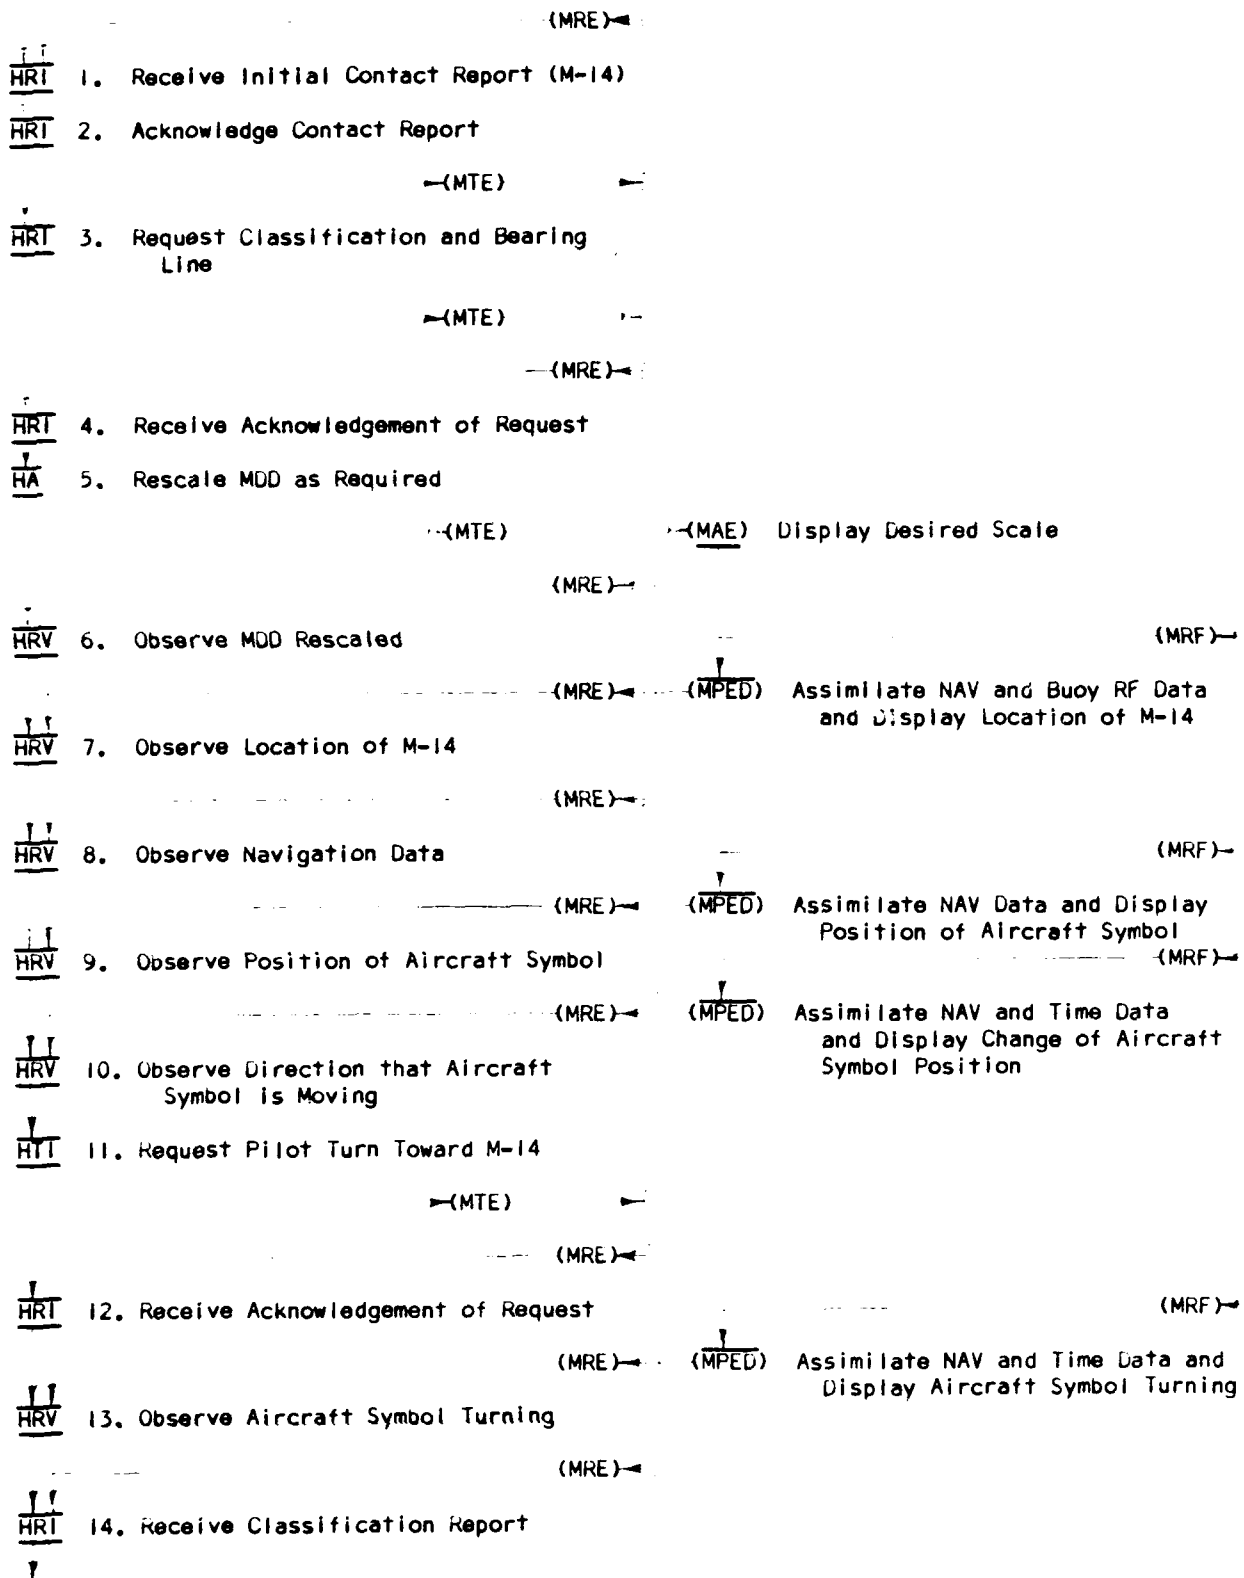 (MRE)
HRI 1. Receive Initial Contact Report (M-14)
HRI 2. Acknowledge Contact Report
(MTE)
HRT 3. Request Classification and Bearing
Line
(MTE)
(MRE)
HRI 4. Receive Acknowledgement of Request
HA 5. Rescale MDD as Required
(MTE) (MAE) Display Desired Scale
(MRE)
HRV 6. Observe MDD Rescaled (MRF)
(MRE) (MPED) Assimilate NAV and Buoy RF Data
and Display Location of M-14
HRV 7. Observe Location of M-14
(MRE)
HRV 8. Observe Navigation Data (MRF)
(MRE) (MPED) Assimilate NAV Data and Display
Position of Aircraft Symbol
HRV 9. Observe Position of Aircraft Symbol (MRF)
(MRE) (MPED) Assimilate NAV and Time Data
and Display Change of Aircraft
Symbol Position
HRV 10. Observe Direction that Aircraft
Symbol is Moving
HTI 11. Request Pilot Turn Toward M-14
(MTE)
(MRE)
HRI 12. Receive Acknowledgement of Request (MRF)
(MRE) (MPED) Assimilate NAV and Time Data and
Display Aircraft Symbol Turning
HRV 13. Observe Aircraft Symbol Turning
(MRE)
HRI 14. Receive Classification Report